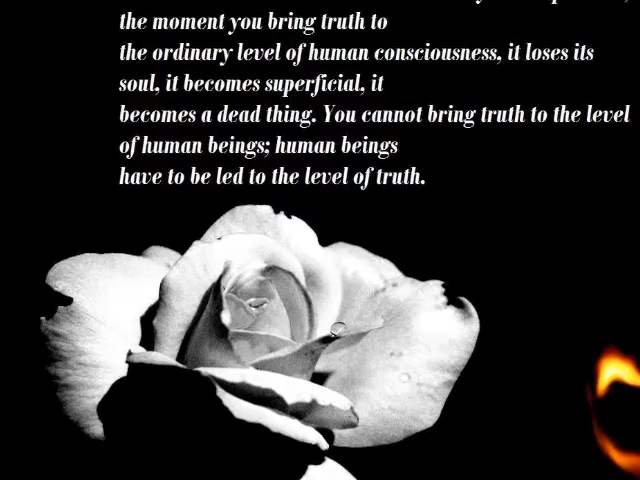 the moment you bring truth to
the ordinary level of human consciousness, it loses its
soul, it becomes superficial, it
becomes a dead thing. You cannot bring truth to the level
of human beings; human beings
have to be led to the level of truth.